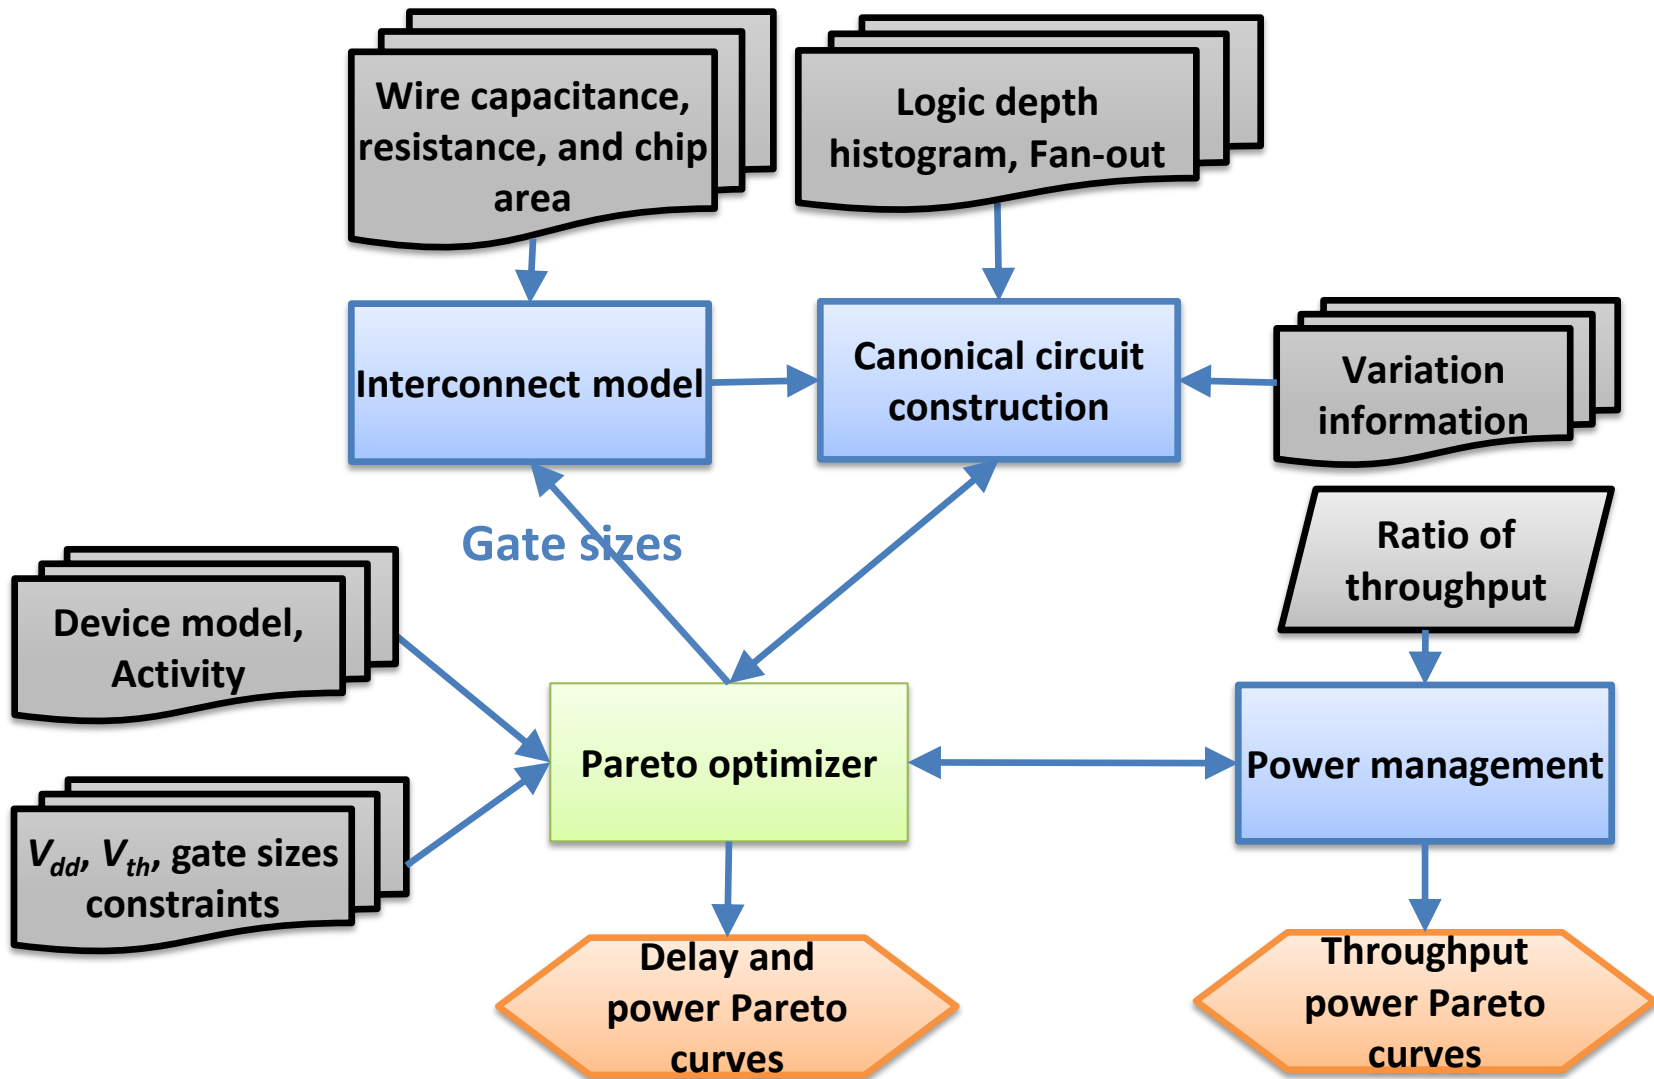 Wire capacitance,
resistance, and chip
area
Logic depth
histogram, Fan-out
Interconnect model
Canonical circuit
construction
Variation
information
Gate sizes
Ratio of
throughput
Device model,
Activity
Pareto optimizer
Power management
V_dd, V_th, gate sizes
constraints
Delay and
power Pareto
curves
Throughput
power Pareto
curves